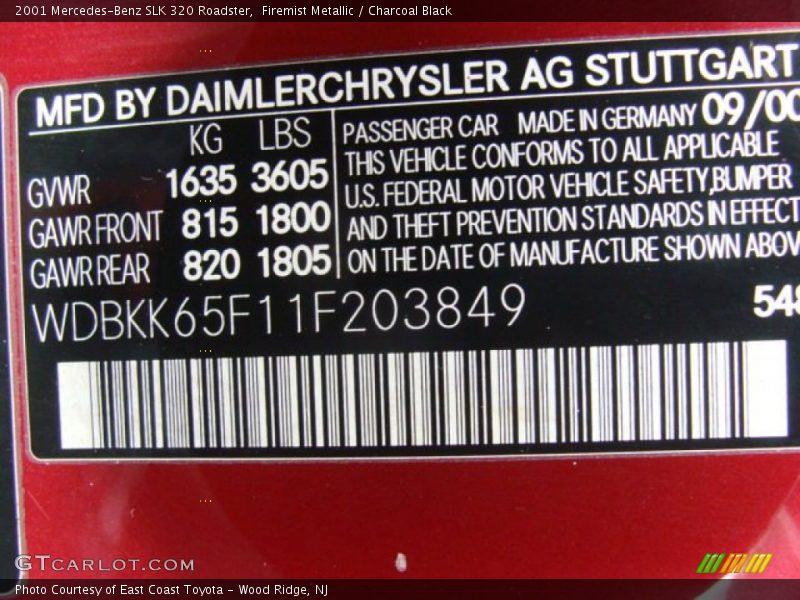 2001 Mercedes-Benz SLK 320 Roadster,  Firemist Metallic / Charcoal Black
MFD BY DAIMLERCHRYSLER AG STUTTGART
KG LBS
GVWR 1635 3605
GAWR FRONT 815 1800
GAWR REAR 820 1805
PASSENGER CAR MADE IN GERMANY 09/00
THIS VEHICLE CONFORMS TO ALL APPLICABLE
U.S. FEDERAL MOTOR VEHICLE SAFETY,BUMPER
AND THEFT PREVENTION STANDARDS IN EFFECT
ON THE DATE OF MANUFACTURE SHOWN ABOV
WDBKK65F11F203849
548
GTCARLOT.COM
Photo Courtesy of East Coast Toyota - Wood Ridge, NJ